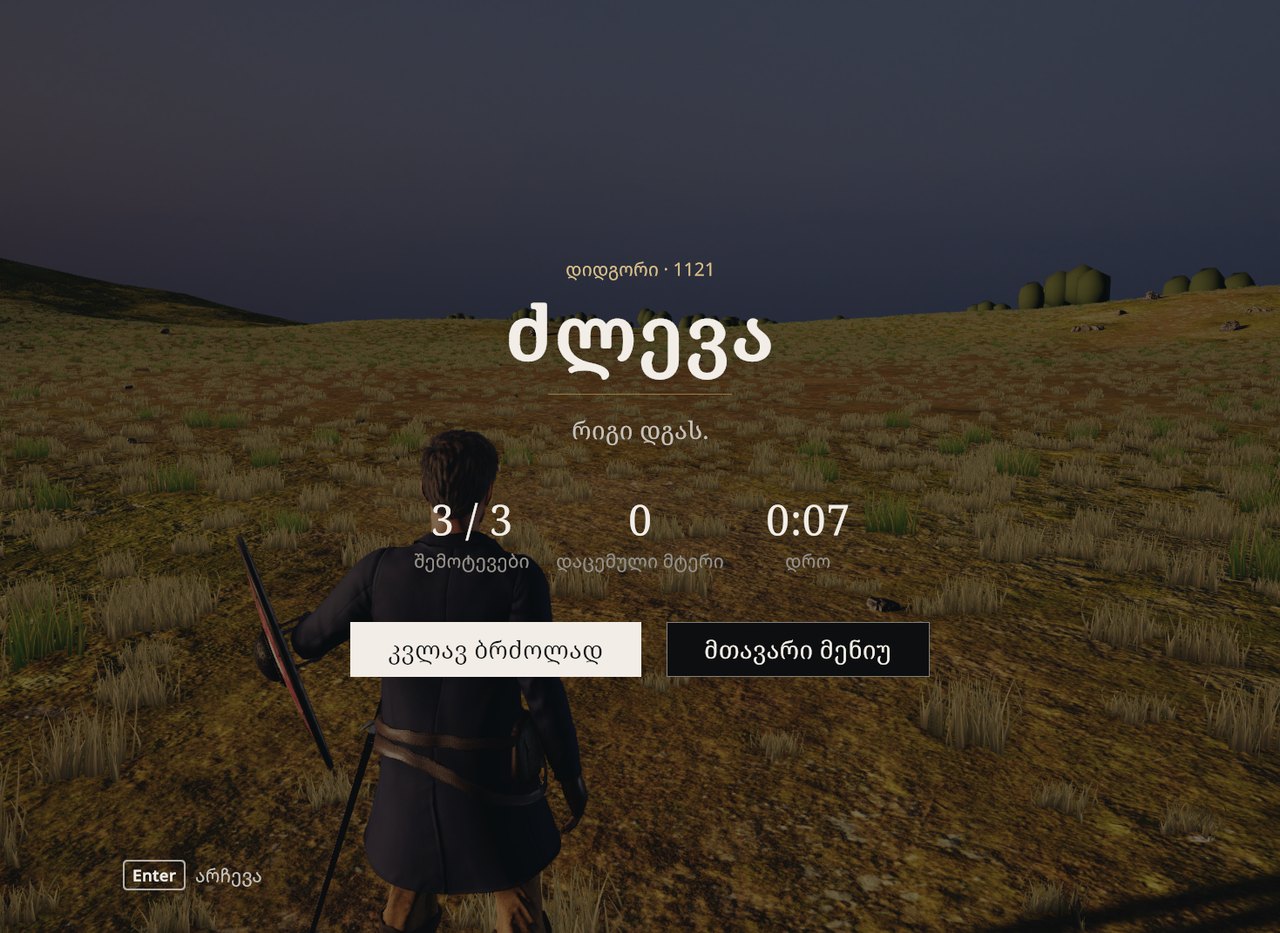 დიდგორი · 1121
ძლევა
რიგი დგას.
3 / 3 0 0:07
შემოტევები დაცემული მტერი დრო
კვლავ ბრძოლად მთავარი მენიუ
Enter არჩევა